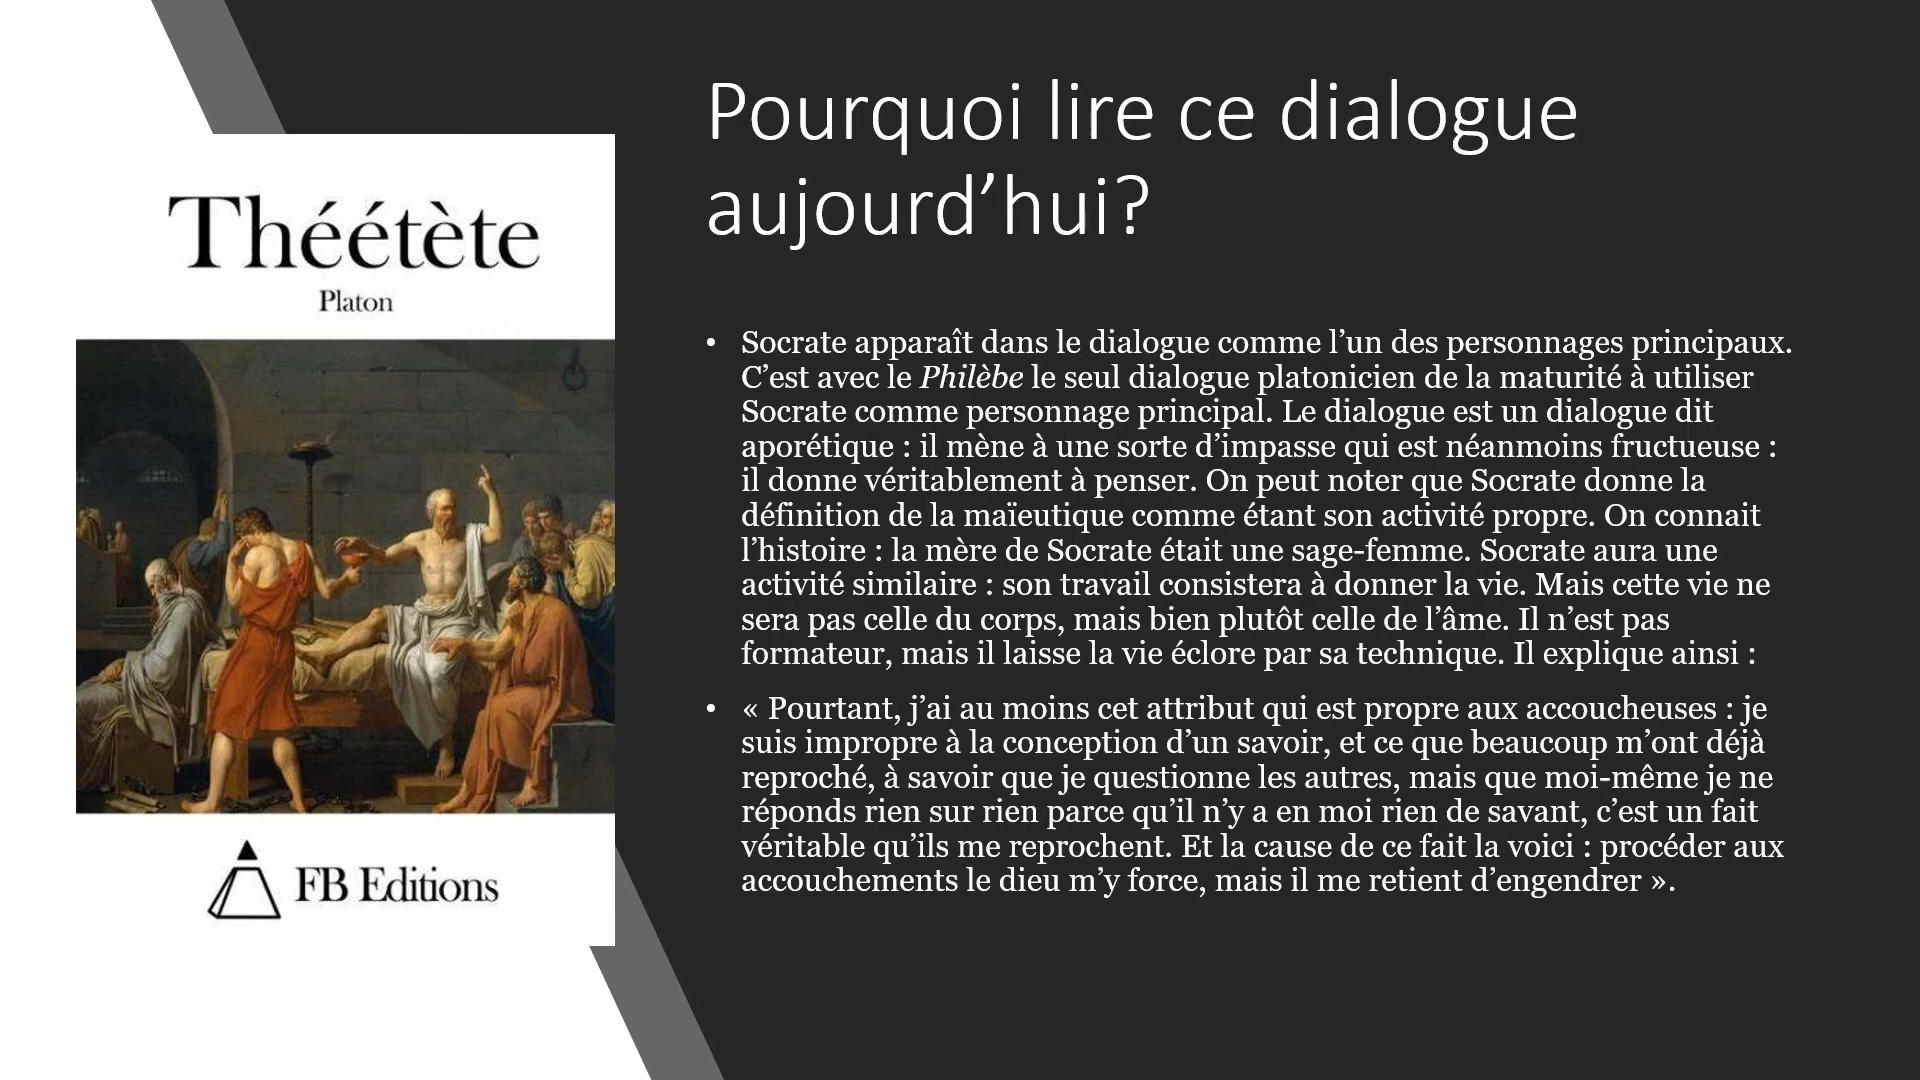 Théétète
Platon
FB Editions
Pourquoi lire ce dialogue
aujourd’hui?
• Socrate apparaît dans le dialogue comme l’un des personnages principaux.
C’est avec le Philèbe le seul dialogue platonicien de la maturité à utiliser
Socrate comme personnage principal. Le dialogue est un dialogue dit
aporétique : il mène à une sorte d’impasse qui est néanmoins fructueuse :
il donne véritablement à penser. On peut noter que Socrate donne la
définition de la maïeutique comme étant son activité propre. On connait
l’histoire : la mère de Socrate était une sage-femme. Socrate aura une
activité similaire : son travail consistera à donner la vie. Mais cette vie ne
sera pas celle du corps, mais bien plutôt celle de l’âme. Il n’est pas
formateur, mais il laisse la vie éclore par sa technique. Il explique ainsi :
• « Pourtant, j’ai au moins cet attribut qui est propre aux accoucheuses : je
suis impropre à la conception d’un savoir, et ce que beaucoup m’ont déjà
reproché, à savoir que je questionne les autres, mais que moi-même je ne
réponds rien sur rien parce qu’il n’y a en moi rien de savant, c’est un fait
véritable qu’ils me reprochent. Et la cause de ce fait la voici : procéder aux
accouchements le dieu m’y force, mais il me retient d’engendrer ».